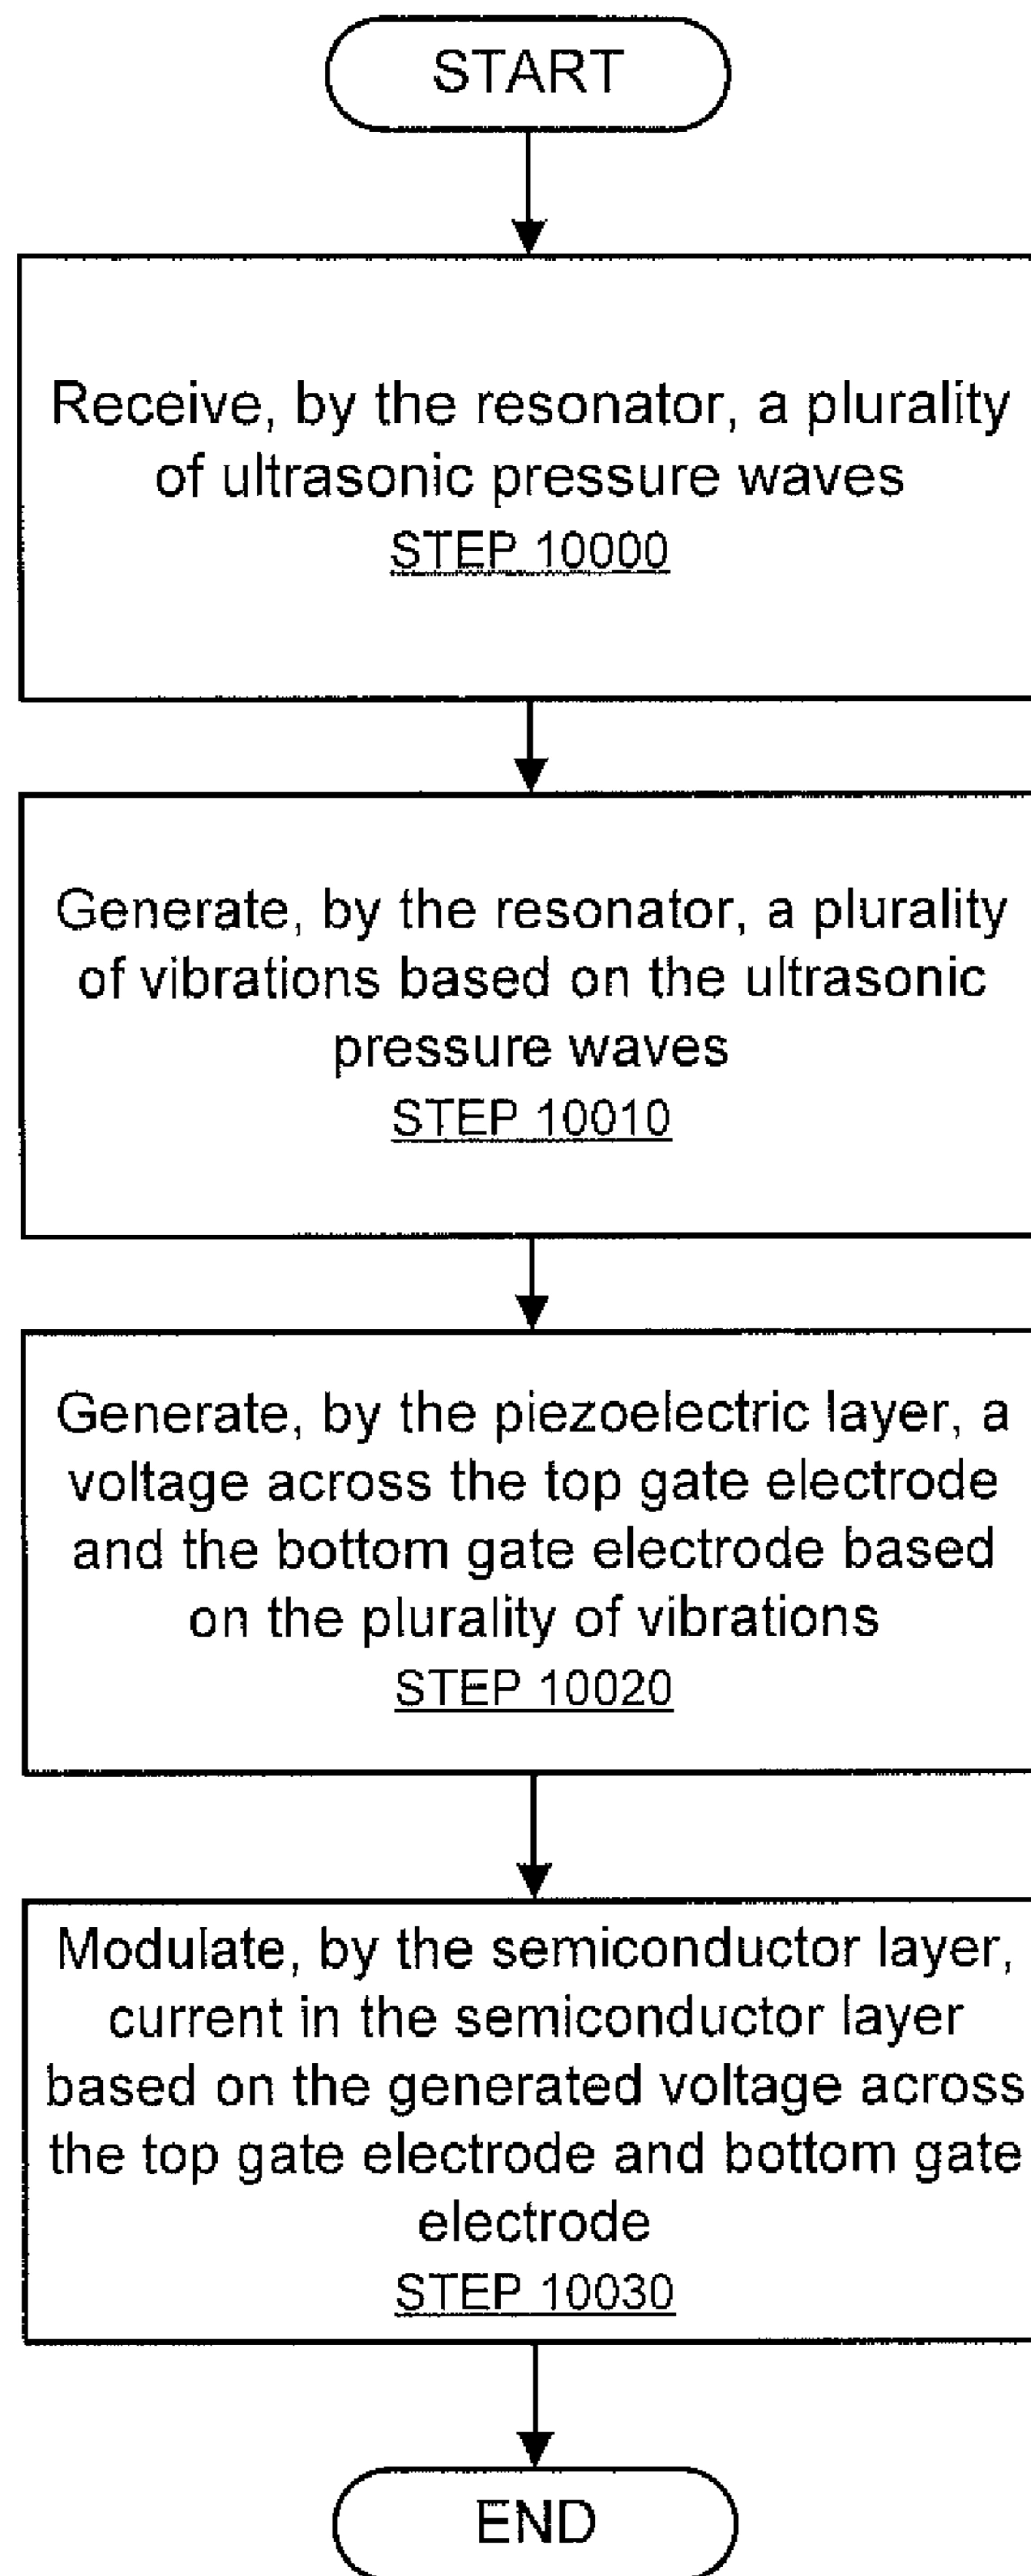 START
Receive, by the resonator, a plurality
of ultrasonic pressure waves
STEP 10000
Generate, by the resonator, a plurality
of vibrations based on the ultrasonic
pressure waves
STEP 10010
Generate, by the piezoelectric layer, a
voltage across the top gate electrode
and the bottom gate electrode based
on the plurality of vibrations
STEP 10020
Modulate, by the semiconductor layer,
current in the semiconductor layer
based on the generated voltage across
the top gate electrode and bottom gate
electrode
STEP 10030
END